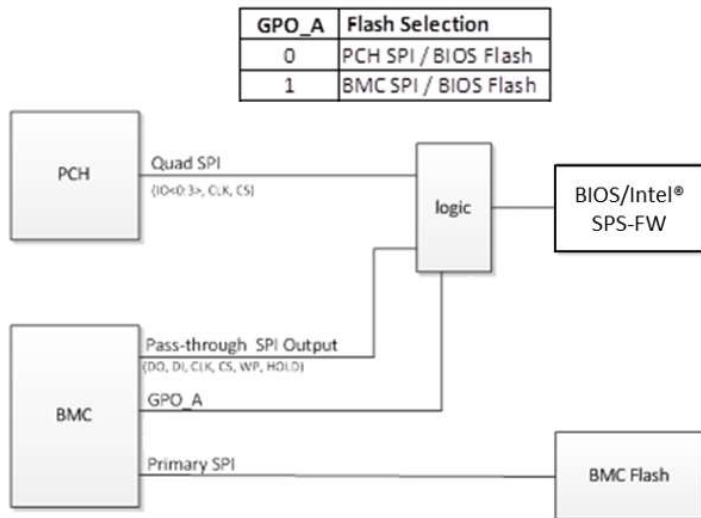 GPO_A Flash Selection
0 PCH SPI / BIOS Flash
1 BMC SPI / BIOS Flash
PCH
Quad SPI
(IO<0:3>, CLK, CS)
logic
BIOS/Intel®
SPS-FW
BMC
Pass-through SPI Output
(DO, DI, CLK, CS, WP, HOLD)
GPO_A
Primary SPI
BMC Flash